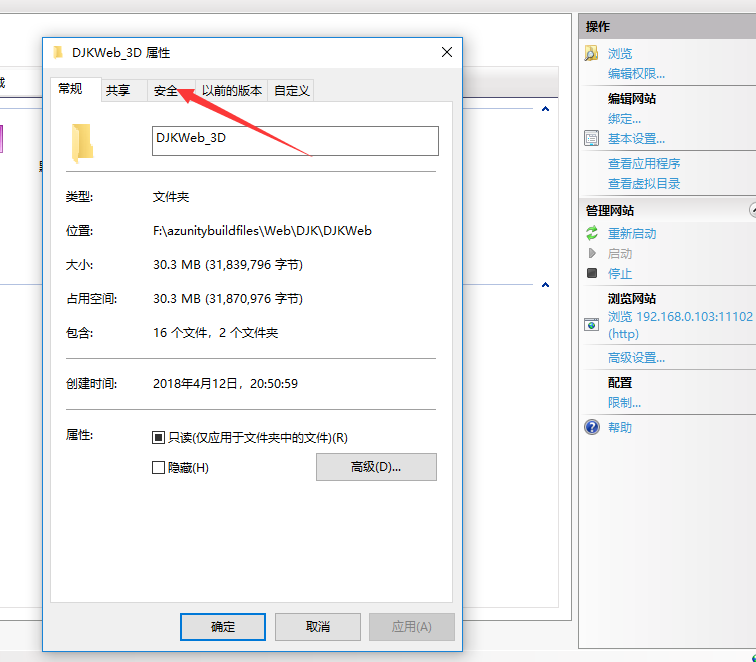 DJKWeb_3D 属性
常规
共享
安全
以前的版本
自定义
DJKWeb_3D
类型:
文件夹
位置:
F:\azunitybuildfiles\Web\DJK\DJKWeb
大小:
30.3 MB (31,839,796 字节)
占用空间:
30.3 MB (31,870,976 字节)
包含:
16 个文件，2 个文件夹
创建时间:
2018年4月12日，20:50:59
属性:
只读(仅应用于文件夹中的文件)(R)
隐藏(H)
高级(D)...
确定
取消
应用(A)
操作
浏览
编辑权限...
编辑网站
绑定...
基本设置...
查看应用程序
查看虚拟目录
管理网站
重新启动
启动
停止
浏览网站
浏览 192.168.0.103:11102
(http)
高级设置...
配置
限制...
帮助